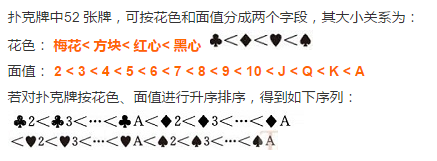 扑克牌中52 张牌，可按花色和面值分成两个字段，其大小关系为：
花色： 梅花< 方块< 红心< 黑心 ♣<♦<♥<♠
面值： 2 < 3 < 4 < 5 < 6 < 7 < 8 < 9 < 10 < J < Q < K < A
若对扑克牌按花色、面值进行升序排序，得到如下序列：
♣2<♣3<…<♣A<♦2<♦3<…<♦A
<♥2<♥3<…<♥A<♠2<♠3<…<♠A